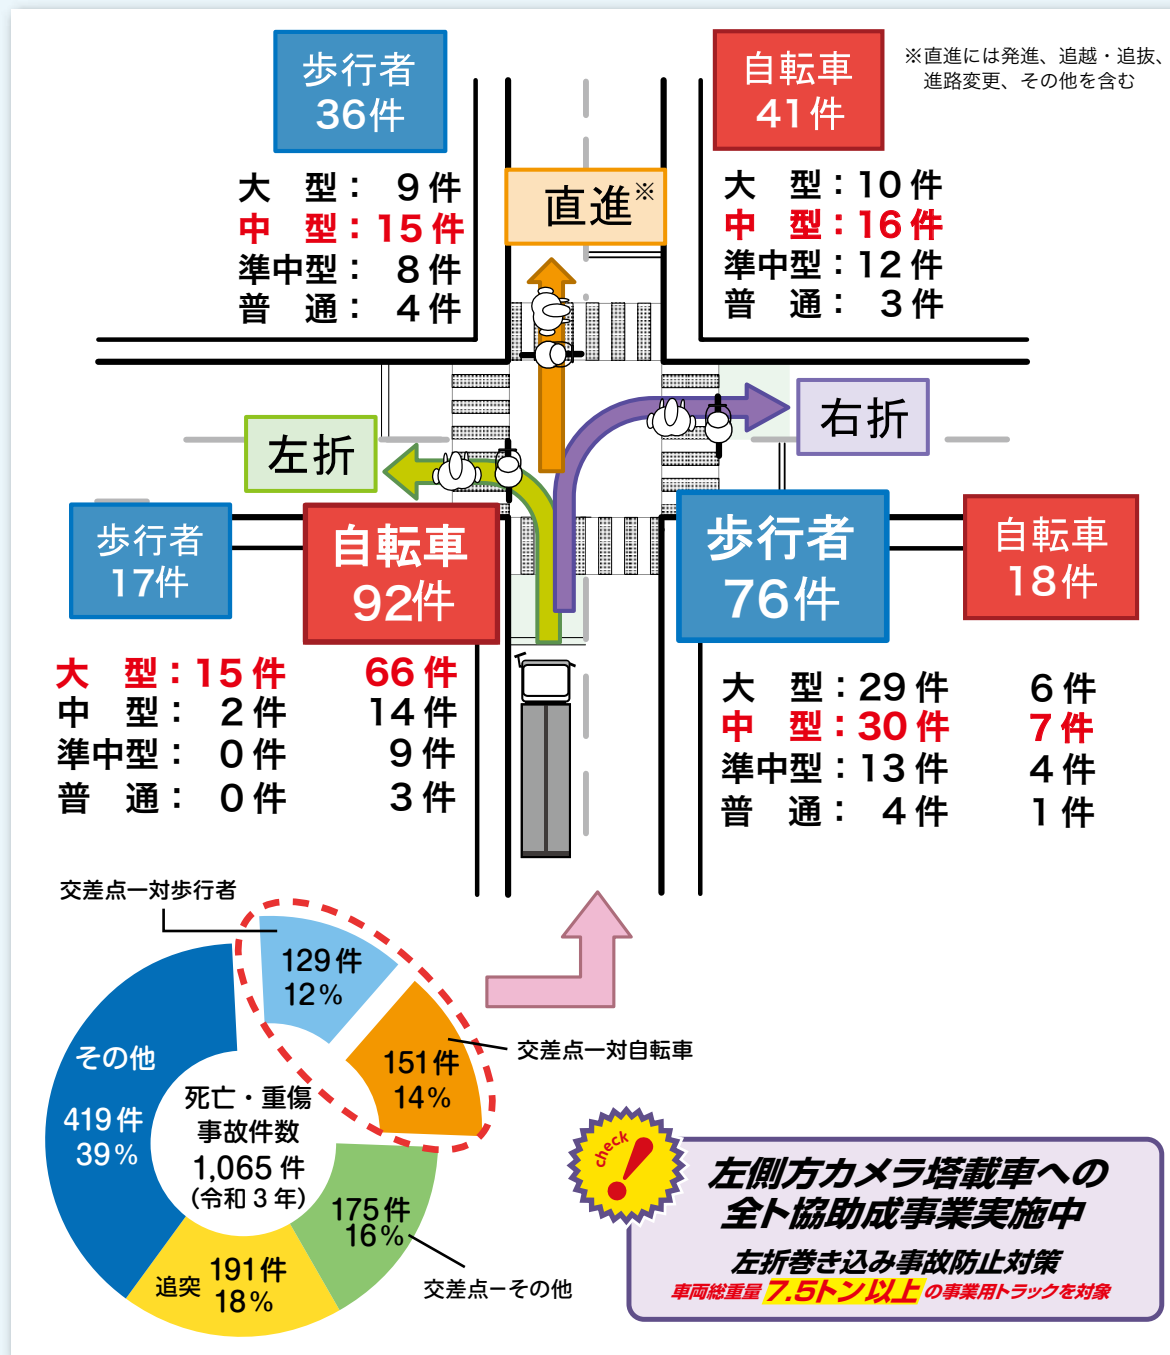 歩行者
36件
大　型： 9件
中　型：15件
準中型： 8件
普　通： 4件
直進※
自転車
41件
※直進には発進、追越・追抜、
進路変更、その他を含む
大　型：10件
中　型：16件
準中型：12件
普　通： 3件
左折
右折
歩行者
17件
自転車
92件
大　型：15件 66件
中　型： 2件 14件
準中型： 0件 9件
普　通： 0件 3件
歩行者
76件
自転車
18件
大　型：29件 6件
中　型：30件 7件
準中型：13件 4件
普　通： 4件 1件
交差点ー対歩行者
129件
12%
交差点ー対自転車
151件
14%
その他
419件
39%
死亡・重傷
事故件数
1,065件
（令和3年）
175件
16%
交差点ーその他
追突 191件
18%
check
左側方カメラ塔載車への
全ト協助成事業実施中
左折巻き込み事故防止対策
車両総重量 7.5トン以上 の事業用トラックを対象